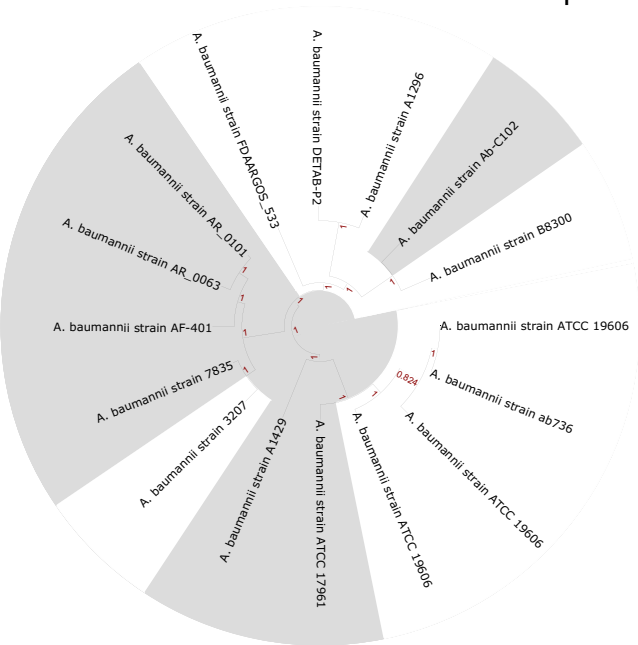 A. baumannii strain FDAARGOS_533
A. baumannii strain DETAB-P2
A. baumannii strain A1296
A. baumannii strain Ab-C102
A. baumannii strain B8300
A. baumannii strain ATCC 19606
A. baumannii strain ab736
A. baumannii strain ATCC 19606
A. baumannii strain ATCC 19606
A. baumannii strain ATCC 17961
A. baumannii strain A1429
A. baumannii strain 3207
A. baumannii strain 7835
A. baumannii strain AF-401
A. baumannii strain AR_0063
A. baumannii strain AR_0101
1
1
1
1
1
1
1
1
1
1
1
1
1
0.824
1